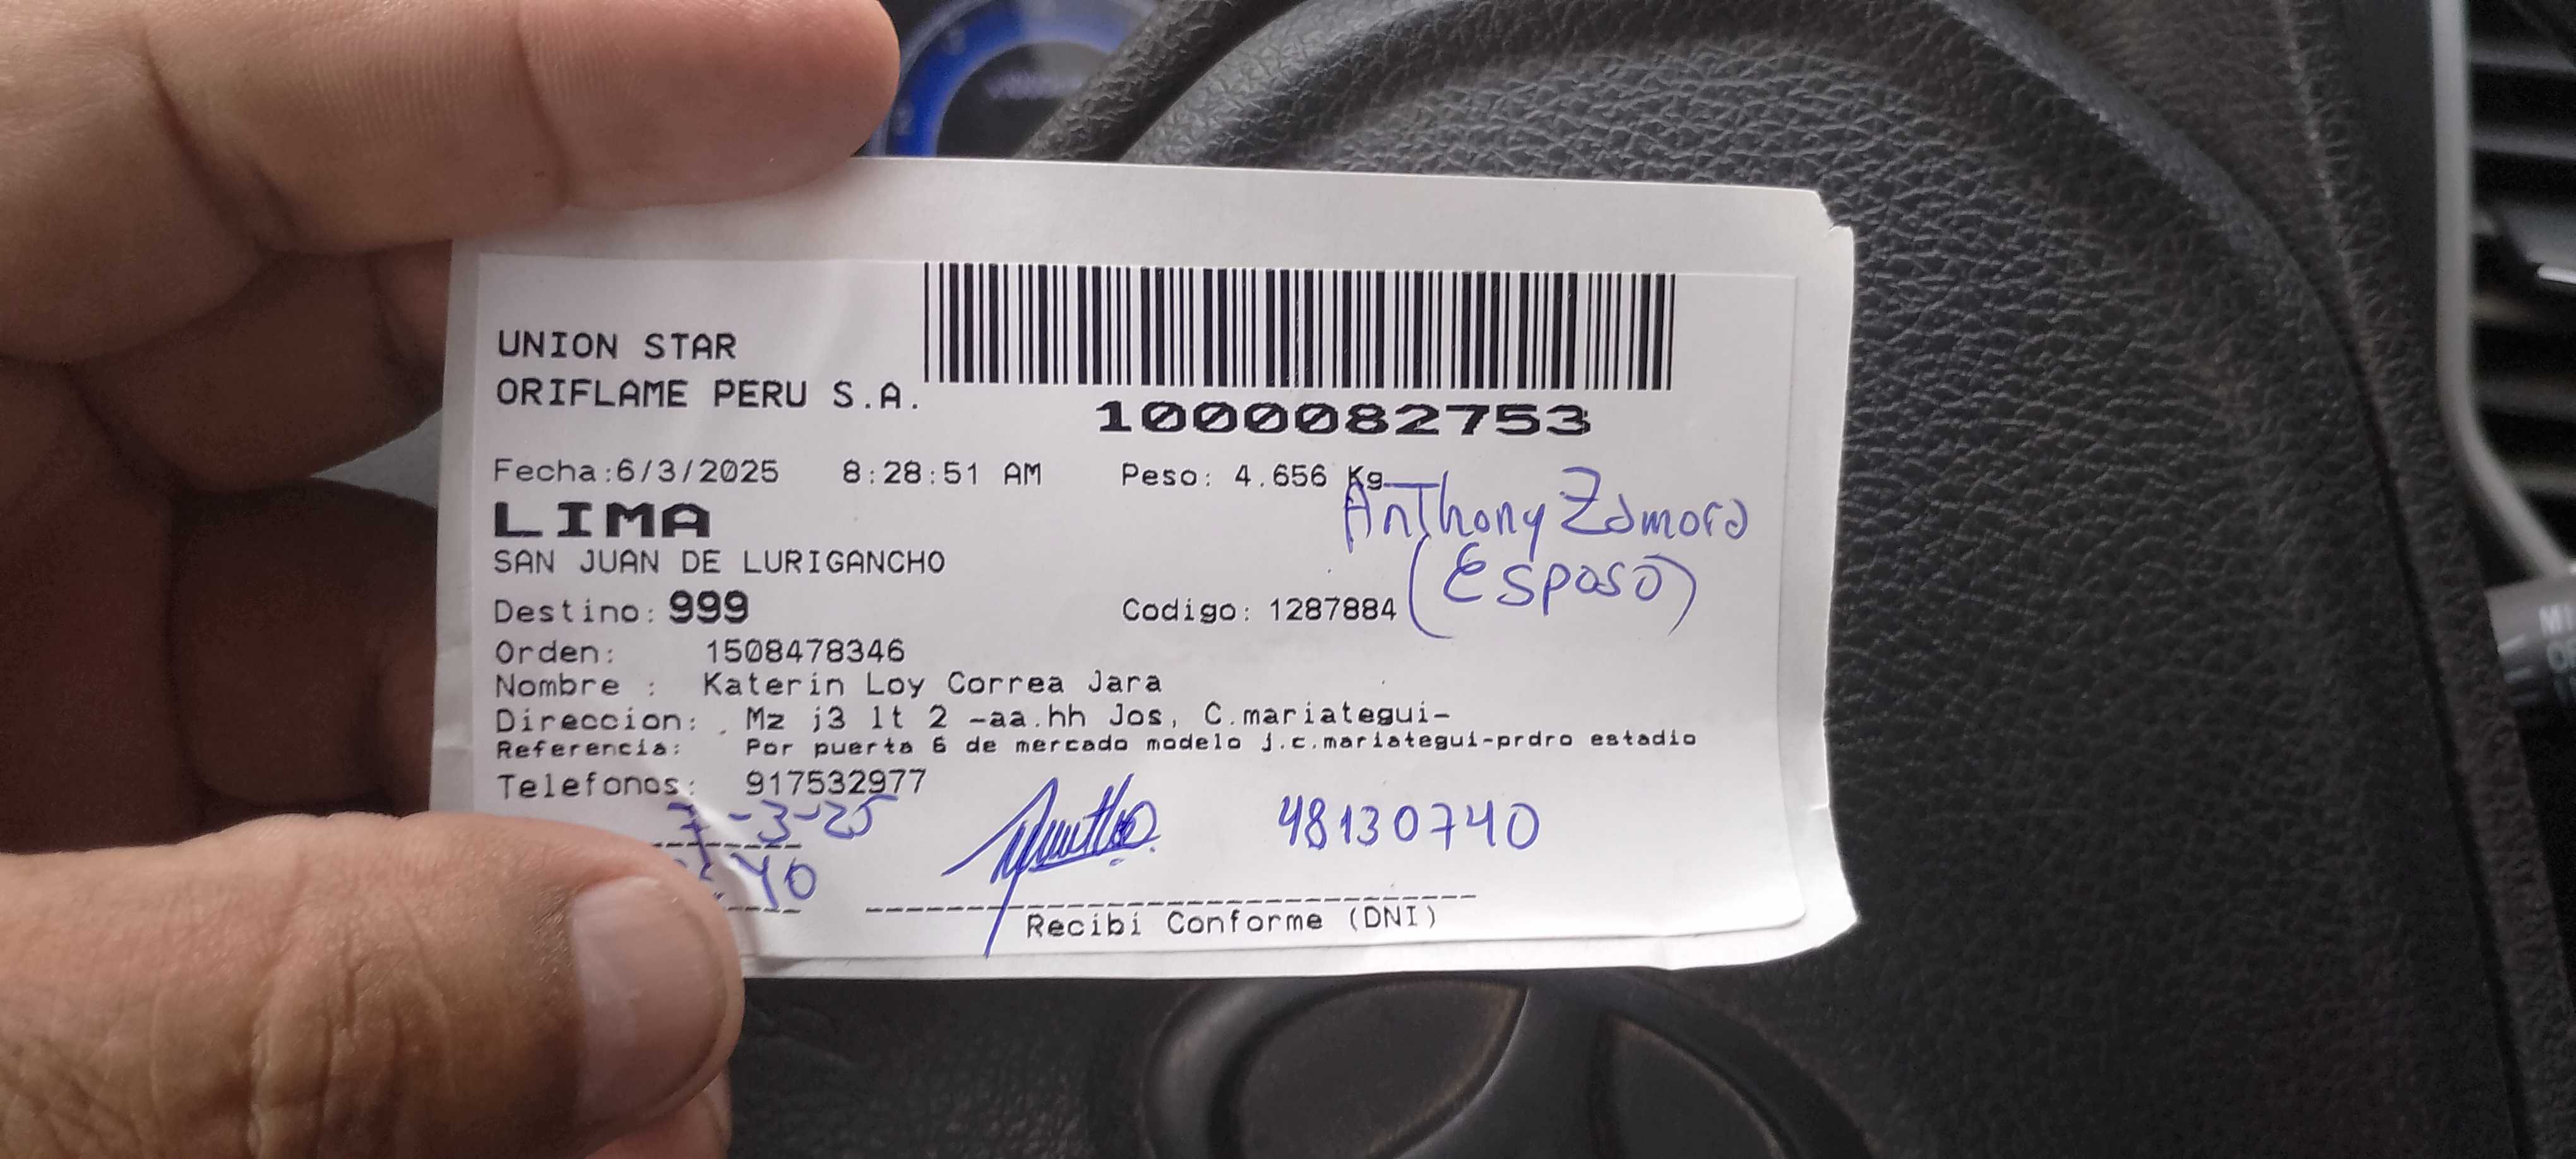 UNION STAR
ORIFLAME PERU S.A.
1000082753
Fecha:6/3/2025 8:28:51 AM Peso: 4.656 Kg
LIMA
Anthony Zamora
SAN JUAN DE LURIGANCHO
(Esposo)
Destino: 999 Codigo: 1287884
Orden: 1508478346
Nombre : Katerin Loy Correa Jara
Direccion: Mz j3 lt 2 -aa.hh Jos, C.mariategui-
Referencia: Por puerta 6 de mercado modelo j.c.mariategui-prdro estadio
Telefonos: 917532977
7-3-25
48130740
40
Recibi Conforme (DNI)